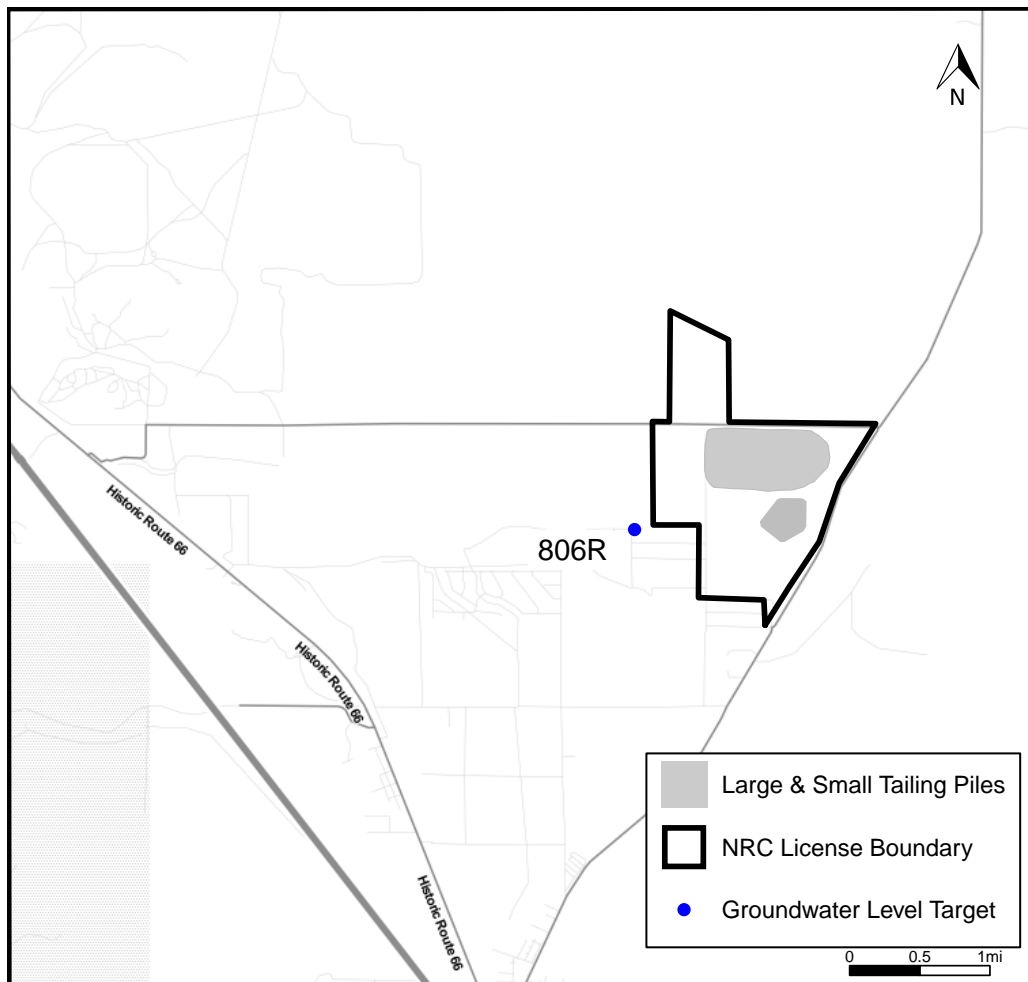 N
Historic Route 66
806R
Historic Route 66
Large & Small Tailing Piles
NRC License Boundary
Historic Route 66
Groundwater Level Target
0 0.5 1mi